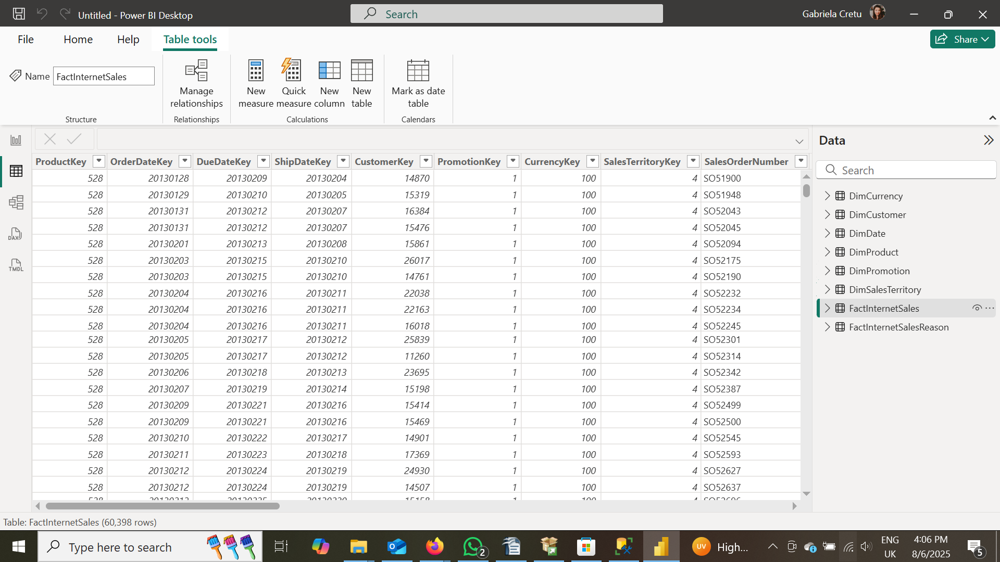 Untitled - Power BI Desktop
Search
Gabriela Cretu
File Home Help Table tools
Share
Name FactInternetSales
Manage relationships
New measure
Quick measure
New column
New table
Mark as date table
Structure Relationships Calculations Calendars
Data
Search
DimCurrency
DimCustomer
DimDate
DimProduct
DimPromotion
DimSalesTerritory
FactInternetSales
FactInternetSalesReason
DAX
TMDL
ProductKey OrderDateKey DueDateKey ShipDateKey CustomerKey PromotionKey CurrencyKey SalesTerritoryKey SalesOrderNumber
528 20130128 20130209 20130204 14870 1 100 4 SO51900
528 20130129 20130210 20130205 15319 1 100 4 SO51948
528 20130131 20130212 20130207 16384 1 100 4 SO52043
528 20130131 20130212 20130207 15476 1 100 4 SO52045
528 20130201 20130213 20130208 15861 1 100 4 SO52094
528 20130203 20130215 20130210 26017 1 100 4 SO52175
528 20130203 20130215 20130210 14761 1 100 4 SO52190
528 20130204 20130216 20130211 22038 1 100 4 SO52232
528 20130204 20130216 20130211 22163 1 100 4 SO52234
528 20130204 20130216 20130211 16018 1 100 4 SO52245
528 20130205 20130217 20130212 25839 1 100 4 SO52301
528 20130205 20130217 20130212 11260 1 100 4 SO52314
528 20130206 20130218 20130213 23695 1 100 4 SO52342
528 20130207 20130219 20130214 15198 1 100 4 SO52387
528 20130209 20130221 20130216 15414 1 100 4 SO52499
528 20130209 20130221 20130216 15469 1 100 4 SO52500
528 20130210 20130222 20130217 14901 1 100 4 SO52545
528 20130211 20130223 20130218 17369 1 100 4 SO52593
528 20130212 20130224 20130219 24930 1 100 4 SO52627
528 20130212 20130224 20130219 14507 1 100 4 SO52637
Table: FactInternetSales (60,398 rows)
Type here to search
2
UV
High...
ENG
UK
4:06 PM
8/6/2025
5